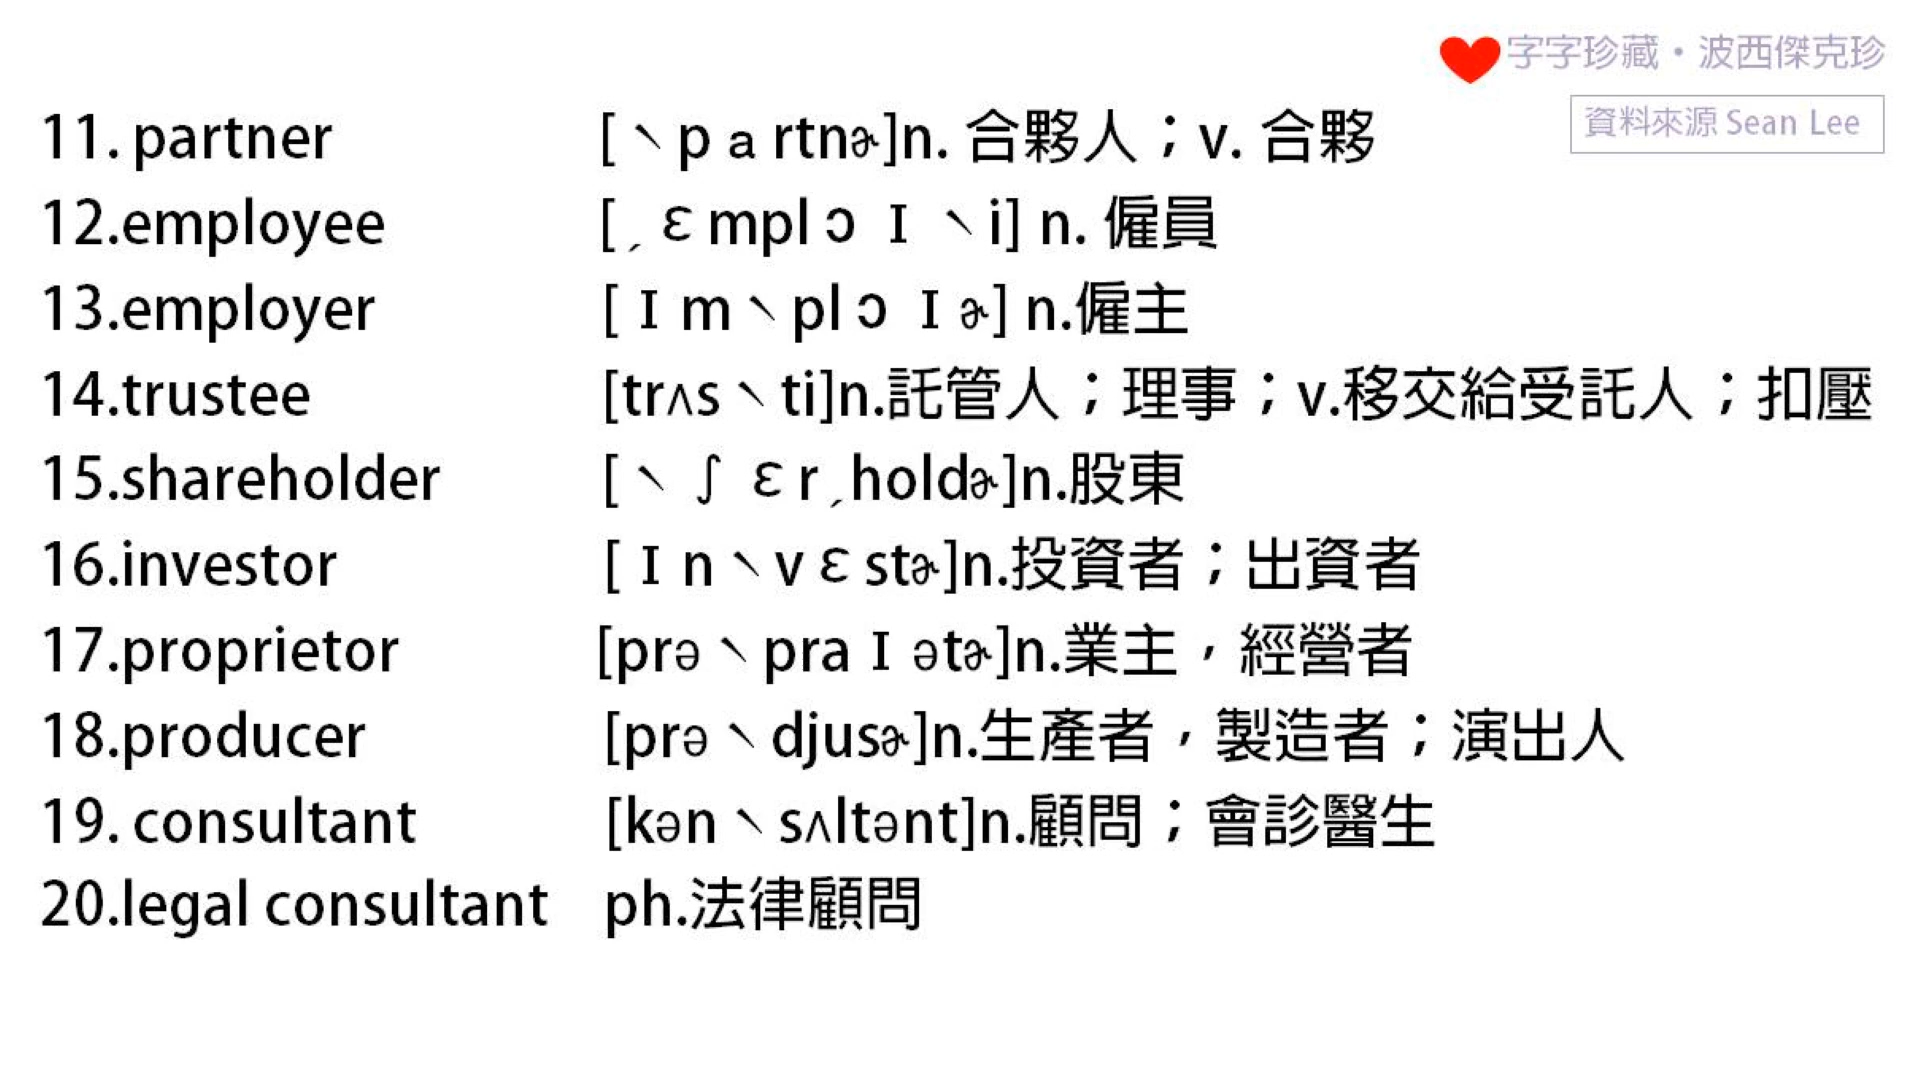 字字珍藏・波西傑克珍
資料來源 Sean Lee
11. partner [ˋpartnɚ]n. 合夥人；v. 合夥
12.employee [ˏɛmplɔɪˋi] n. 僱員
13.employer [ɪmˋplɔɪɚ] n.僱主
14.trustee [trʌsˋti]n.託管人；理事；v.移交給受託人；扣壓
15.shareholder [ˋʃɛrˏholdɚ]n.股東
16.investor [ɪnˋvɛstɚ]n.投資者；出資者
17.proprietor [prəˋpraɪətɚ]n.業主，經營者
18.producer [prəˋdjusɚ]n.生產者，製造者；演出人
19. consultant [kənˋsʌltənt]n.顧問；會診醫生
20.legal consultant ph.法律顧問